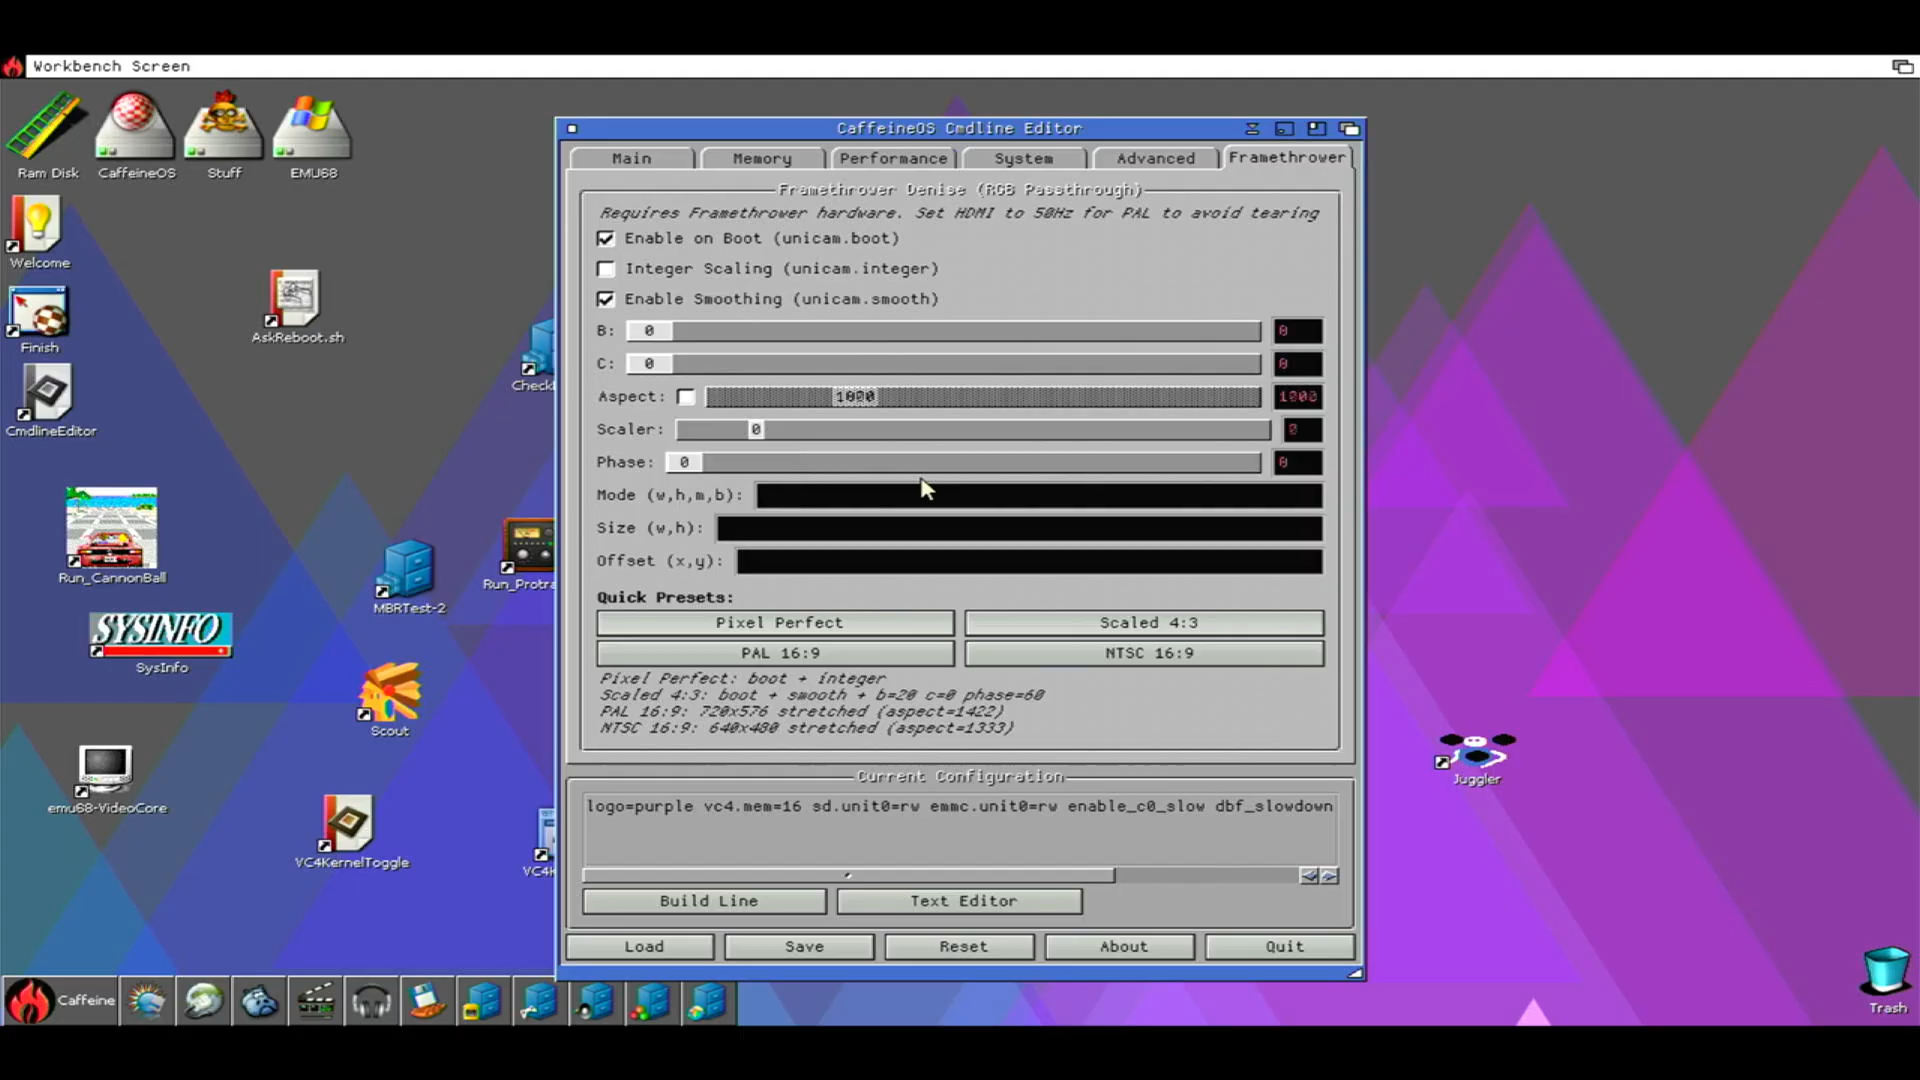 Workbench Screen
Ram Disk
CaffeineOS
Stuff
EMU68
Welcome
AskReboot.sh
Finish
CmdlineEditor
Check
Run_CannonBall
MBRTest-2
Run_Protra
SYSINFO
SysInfo
Scout
emu68-VideoCore
VC4KernelToggle
VC4K
Juggler
Trash
Caffeine
CaffeineOS Cmdline Editor
Main
Memory
Performance
System
Advanced
Framethrower
Framethrower Denise (RGB Passthrough)
Requires Framethrower hardware. Set HDMI to 50Hz for PAL to avoid tearing
Enable on Boot (unicam.boot)
Integer Scaling (unicam.integer)
Enable Smoothing (unicam.smooth)
B: 0 0
C: 0 0
Aspect: 1000 1000
Scaler: 0 0
Phase: 0 0
Mode (w,h,m,b):
Size (w,h):
Offset (x,y):
Quick Presets:
Pixel Perfect
Scaled 4:3
PAL 16:9
NTSC 16:9
Pixel Perfect: boot + integer
Scaled 4:3: boot + smooth + b=20 c=0 phase=60
PAL 16:9: 720x576 stretched (aspect=1422)
NTSC 16:9: 640x480 stretched (aspect=1333)
Current Configuration
logo=purple vc4.mem=16 sd.unit0=rw emmc.unit0=rw enable_c0_slow dbf_slowdown
Build Line
Text Editor
Load
Save
Reset
About
Quit